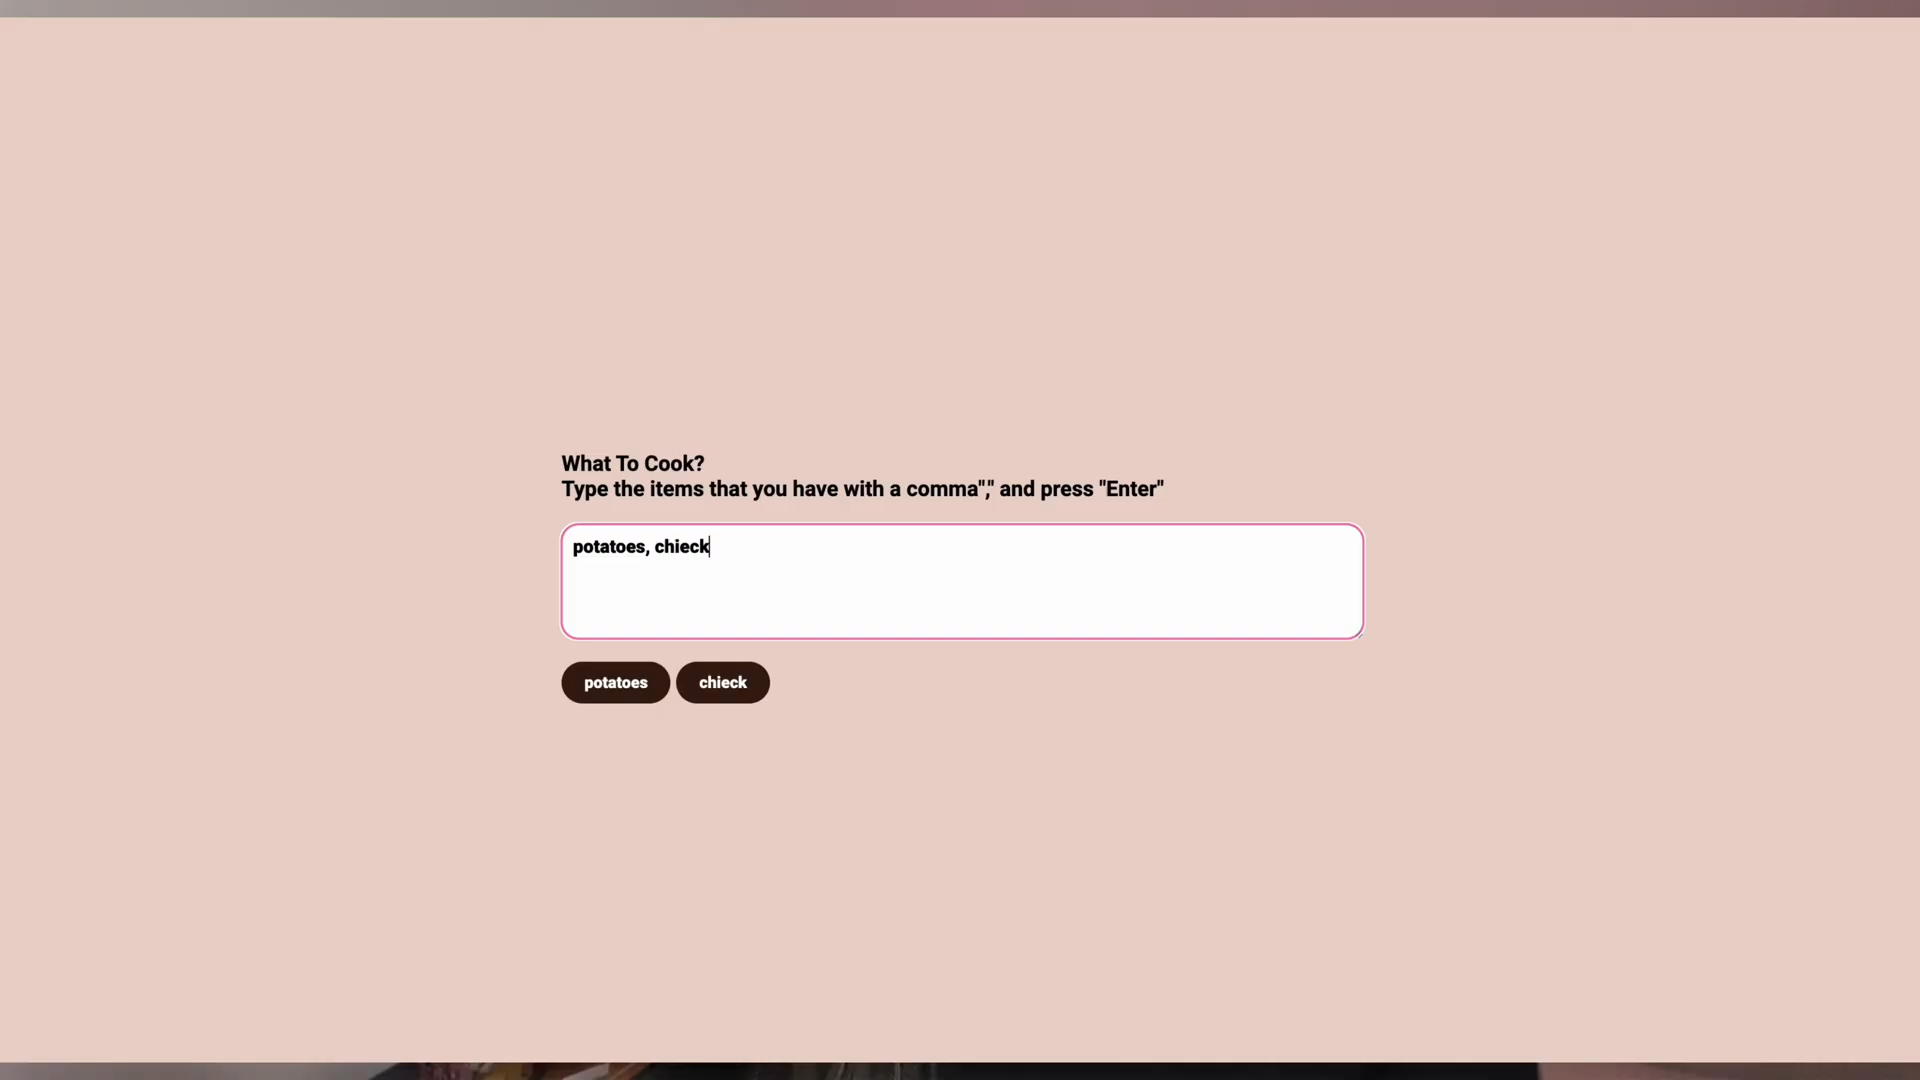 What To Cook?
Type the items that you have with a comma"," and press "Enter"
potatoes, chieck
potatoes chieck